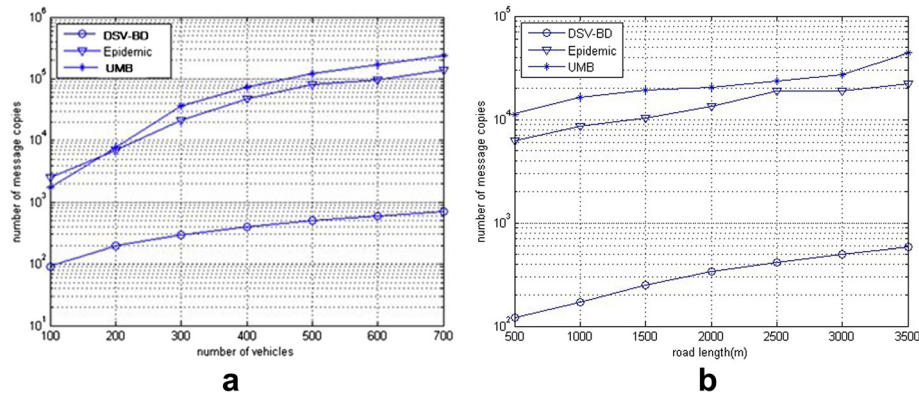 10^6
10^5
10^4
10^3
10^2
10^1
number of message copies
DSV-BD
Epidemic
UMB
100 200 300 400 500 600 700
number of vehicles
a
10^5
10^4
10^3
10^2
number of message copies
DSV-BD
Epidemic
UMB
500 1000 1500 2000 2500 3000 3500
road length(m)
b